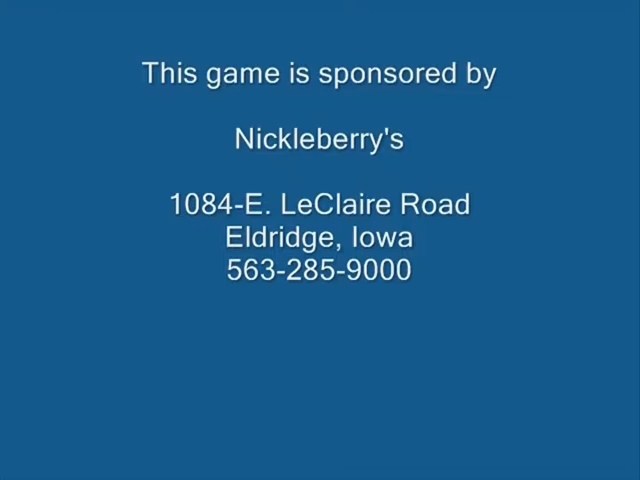 This game is sponsored by
Nickleberry's
1084-E. LeClaire Road
Eldridge, Iowa
563-285-9000